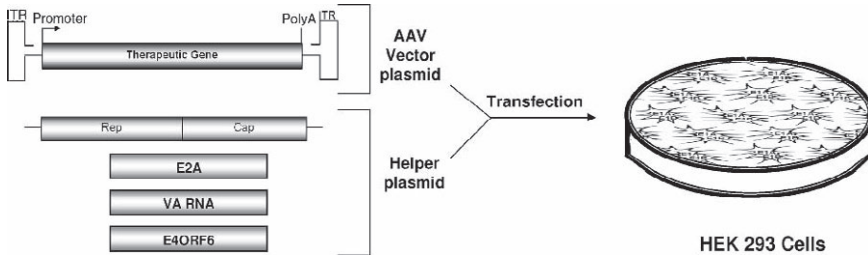 ITR
Promoter
PolyA
ITR
Therapeutic Gene
AAV
Vector
plasmid
Transfection
Rep
Cap
E2A
VA RNA
E4ORF6
Helper
plasmid
HEK 293 Cells